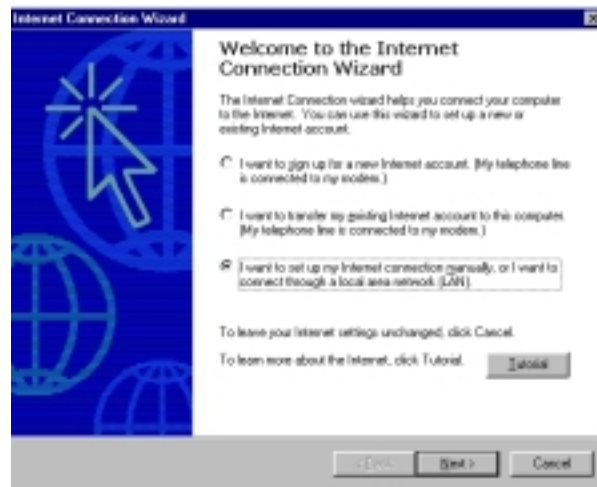 Internet Connection Wizard
Welcome to the Internet
Connection Wizard
The Internet Connection wizard helps you connect your computer
to the Internet. You can use this wizard to set up a new or
existing Internet account.
I want to sign up for a new Internet account. (My telephone line
is connected to my modem.)
I want to transfer my existing Internet account to this computer.
(My telephone line is connected to my modem.)
I want to set up my Internet connection manually, or I want to
connect through a local area network (LAN).
To leave your Internet settings unchanged, click Cancel.
To learn more about the Internet, click Tutorial.
Tutorial
< Back
Next >
Cancel